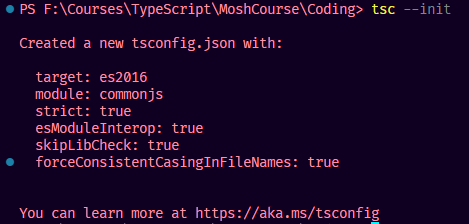 PS F:\Courses\TypeScript\MoshCourse\Coding> tsc --init
Created a new tsconfig.json with:
target: es2016
module: commonjs
strict: true
esModuleInterop: true
skipLibCheck: true
forceConsistentCasingInFileNames: true
You can learn more at https://aka.ms/tsconfig